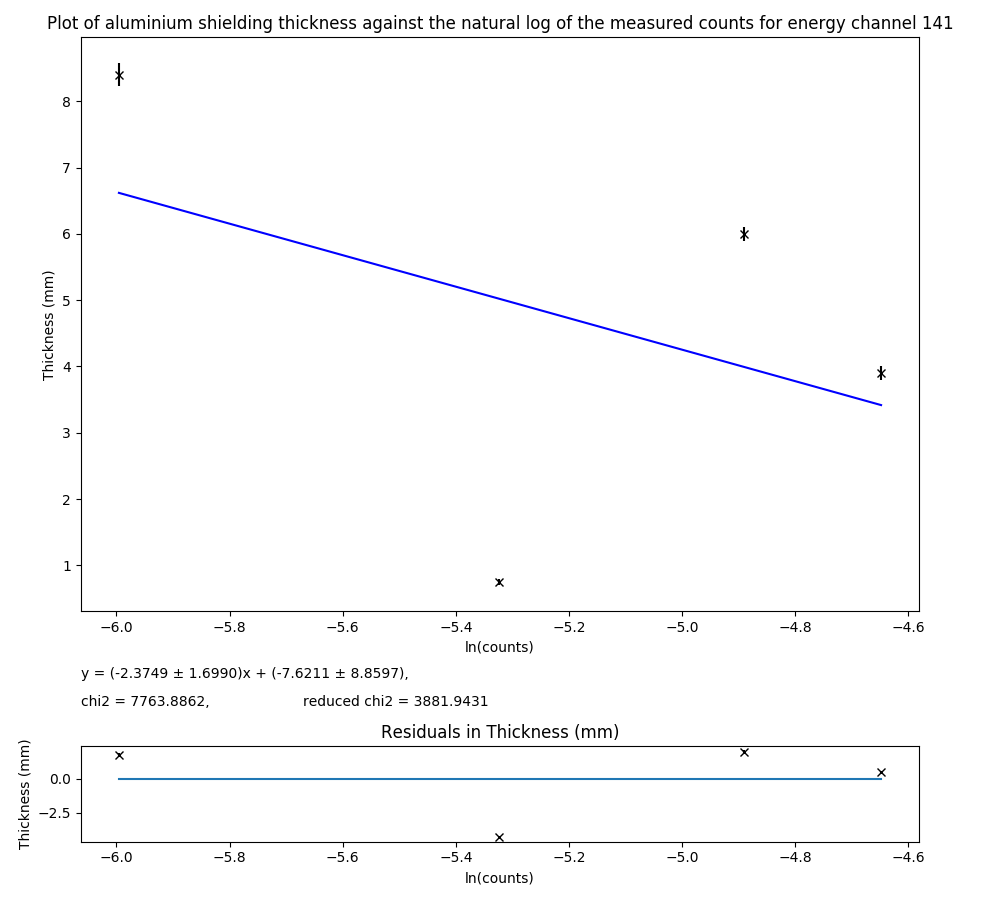 Plot of aluminium shielding thickness against the natural log of the measured counts for energy channel 141
8
7
6
5
4
3
2
1
Thickness (mm)
−6.0 −5.8 −5.6 −5.4 −5.2 −5.0 −4.8 −4.6
ln(counts)
y = (-2.3749 ± 1.6990)x + (-7.6211 ± 8.8597),
chi2 = 7763.8862, reduced chi2 = 3881.9431
Residuals in Thickness (mm)
0.0
−2.5
Thickness (mm)
−6.0 −5.8 −5.6 −5.4 −5.2 −5.0 −4.8 −4.6
ln(counts)